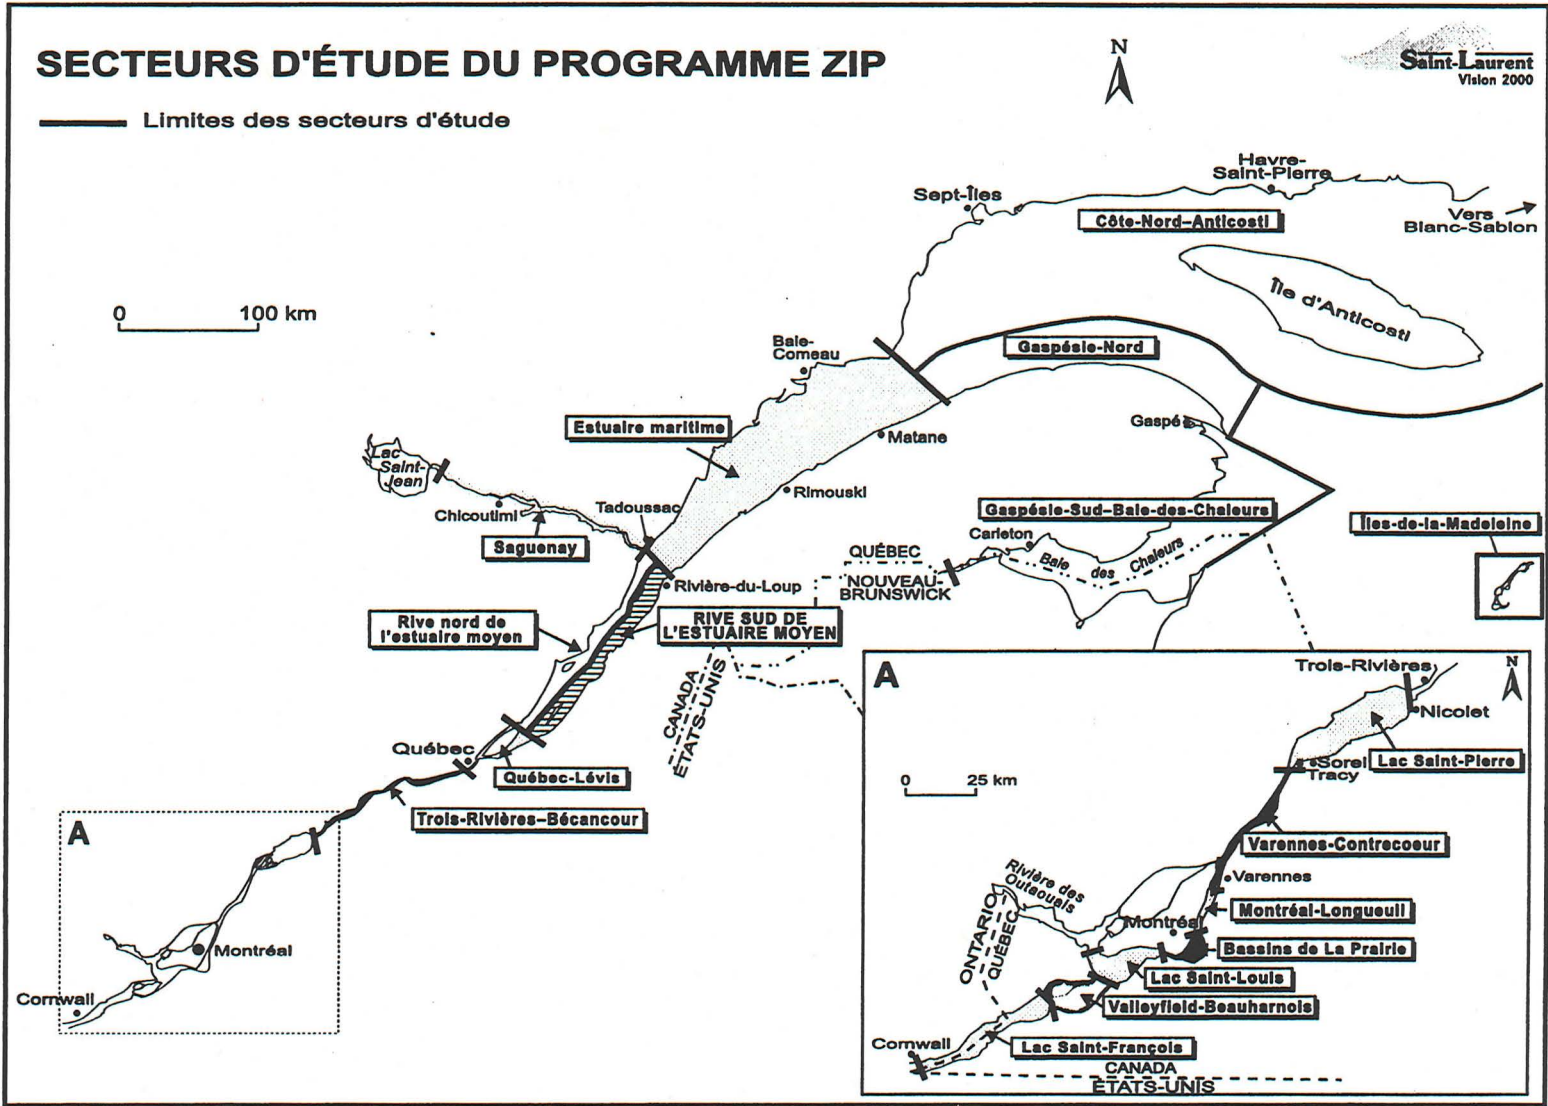 SECTEURS D'ÉTUDE DU PROGRAMME ZIP
Limites des secteurs d'étude
N
Saint-Laurent
Vision 2000
0 100 km
Havre-
Saint-Pierre
Sept-Îles
Côte-Nord–Anticosti
Vers
Blanc-Sablon
Île d'Anticosti
Baie-
Comeau
Gaspésie-Nord
Estuaire maritime
Matane
Gaspé
Lac
Saint-
Jean
Rimouski
Chicoutimi
Tadoussac
Saguenay
Gaspésie-Sud–Baie-des-Chaleurs
Carleton
Baie des Chaleurs
Îles-de-la-Madeleine
QUÉBEC
NOUVEAU-
BRUNSWICK
Rivière-du-Loup
Rive nord de
l'estuaire moyen
RIVE SUD DE
L'ESTUAIRE MOYEN
CANADA
ÉTATS-UNIS
Québec
Québec-Lévis
Trois-Rivières–Bécancour
A
Montréal
Cornwall
A
N
Trois-Rivières
Nicolet
Lac Saint-Pierre
Sorel
Tracy
0 25 km
Varennes-Contrecoeur
Varennes
Rivière des
Outaouais
Montréal-Longueuil
Montréal
Bassins de La Prairie
ONTARIO
QUÉBEC
Lac Saint-Louis
Valleyfield-Beauharnois
Lac Saint-François
Cornwall
CANADA
ÉTATS-UNIS